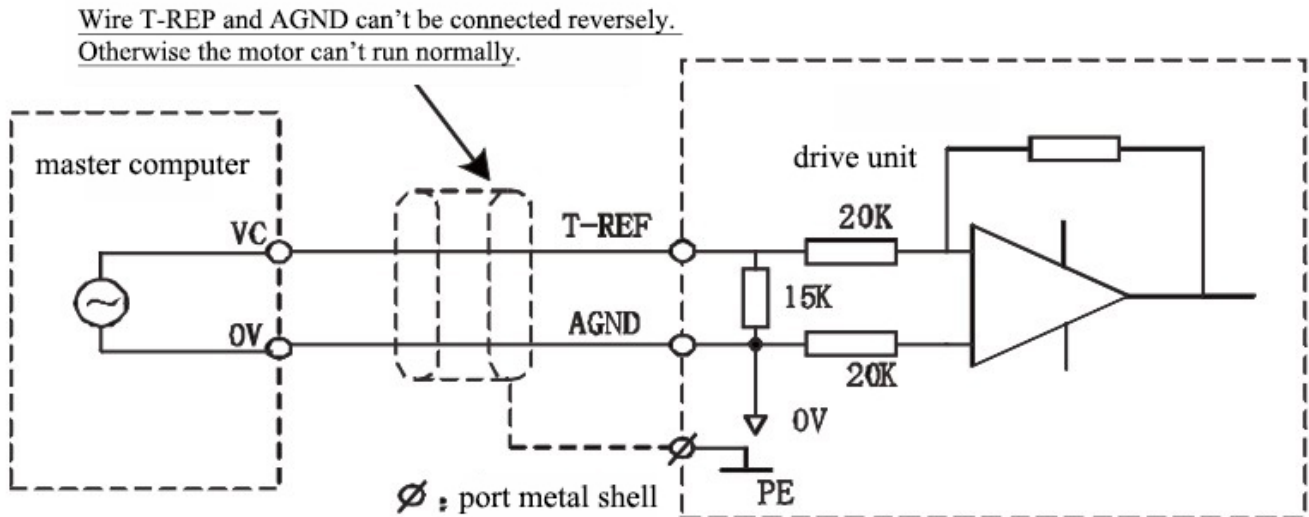 Wire T-REP and AGND can't be connected reversely.
Otherwise the motor can't run normally.
master computer
drive unit
VC
T-REF
20K
15K
0V
AGND
20K
0V
PE
Ø : port metal shell